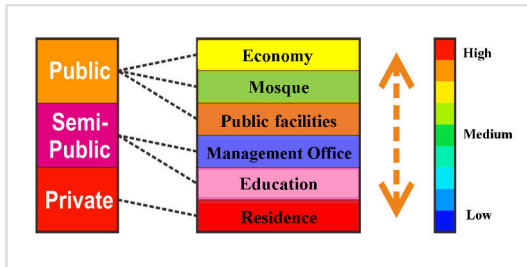 Public
Semi-
Public
Private
Economy
Mosque
Public facilities
Management Office
Education
Residence
High
Medium
Low